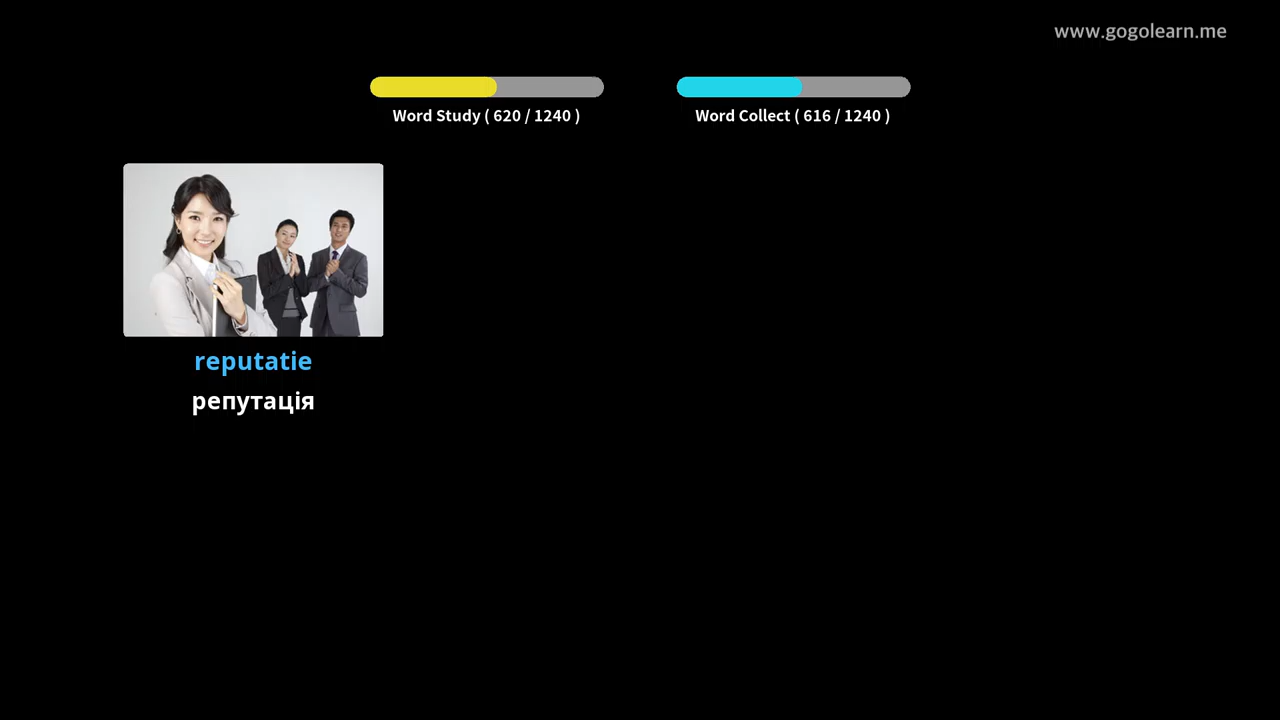 www.gogolearn.me
Word Study ( 620 / 1240 )
Word Collect ( 616 / 1240 )
reputatie
репутація